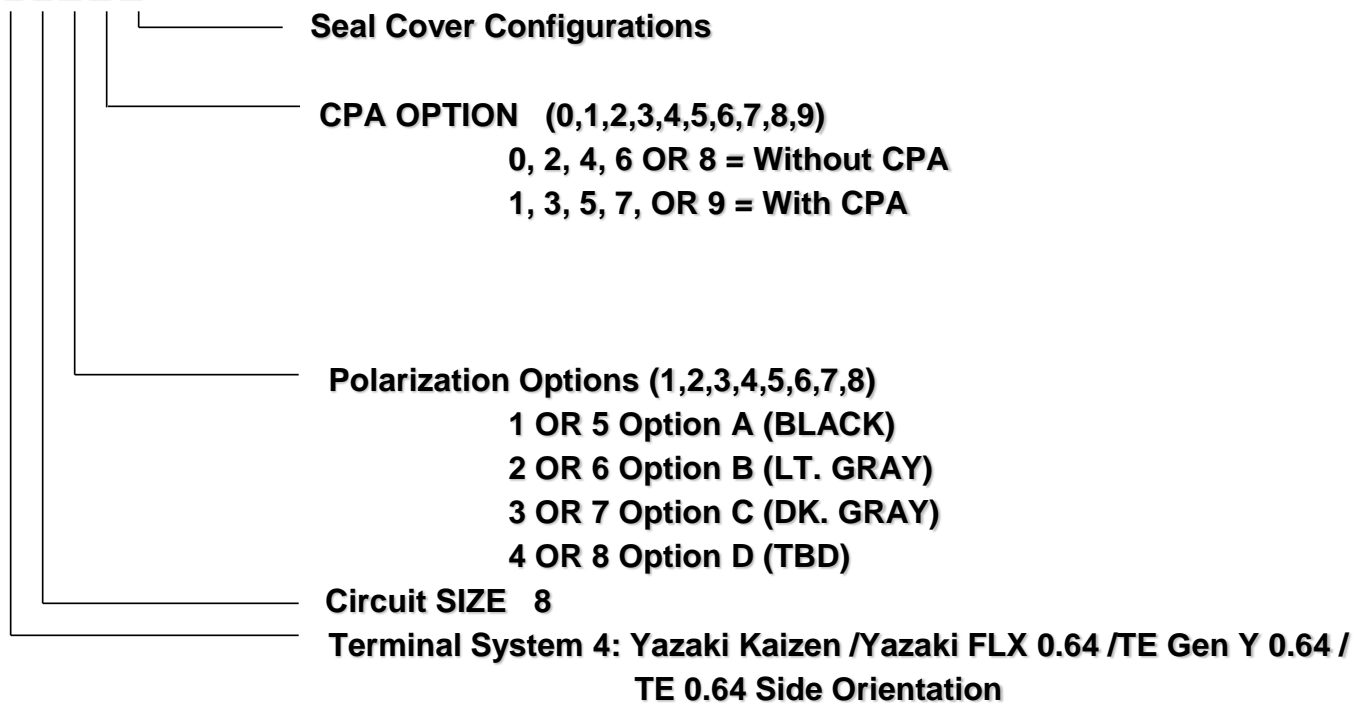 Seal Cover Configurations
CPA OPTION (0,1,2,3,4,5,6,7,8,9)
0, 2, 4, 6 OR 8 = Without CPA
1, 3, 5, 7, OR 9 = With CPA
Polarization Options (1,2,3,4,5,6,7,8)
1 OR 5 Option A (BLACK)
2 OR 6 Option B (LT. GRAY)
3 OR 7 Option C (DK. GRAY)
4 OR 8 Option D (TBD)
Circuit SIZE 8
Terminal System 4: Yazaki Kaizen /Yazaki FLX 0.64 /TE Gen Y 0.64 /
TE 0.64 Side Orientation